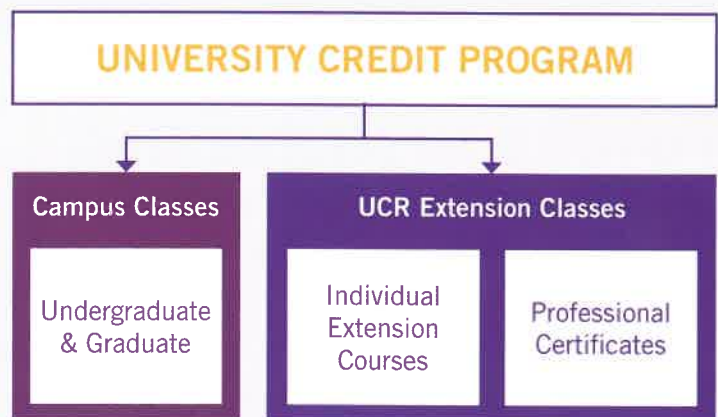 UNIVERSITY CREDIT PROGRAM
Campus Classes
Undergraduate
& Graduate
UCR Extension Classes
Individual
Extension
Courses
Professional
Certificates